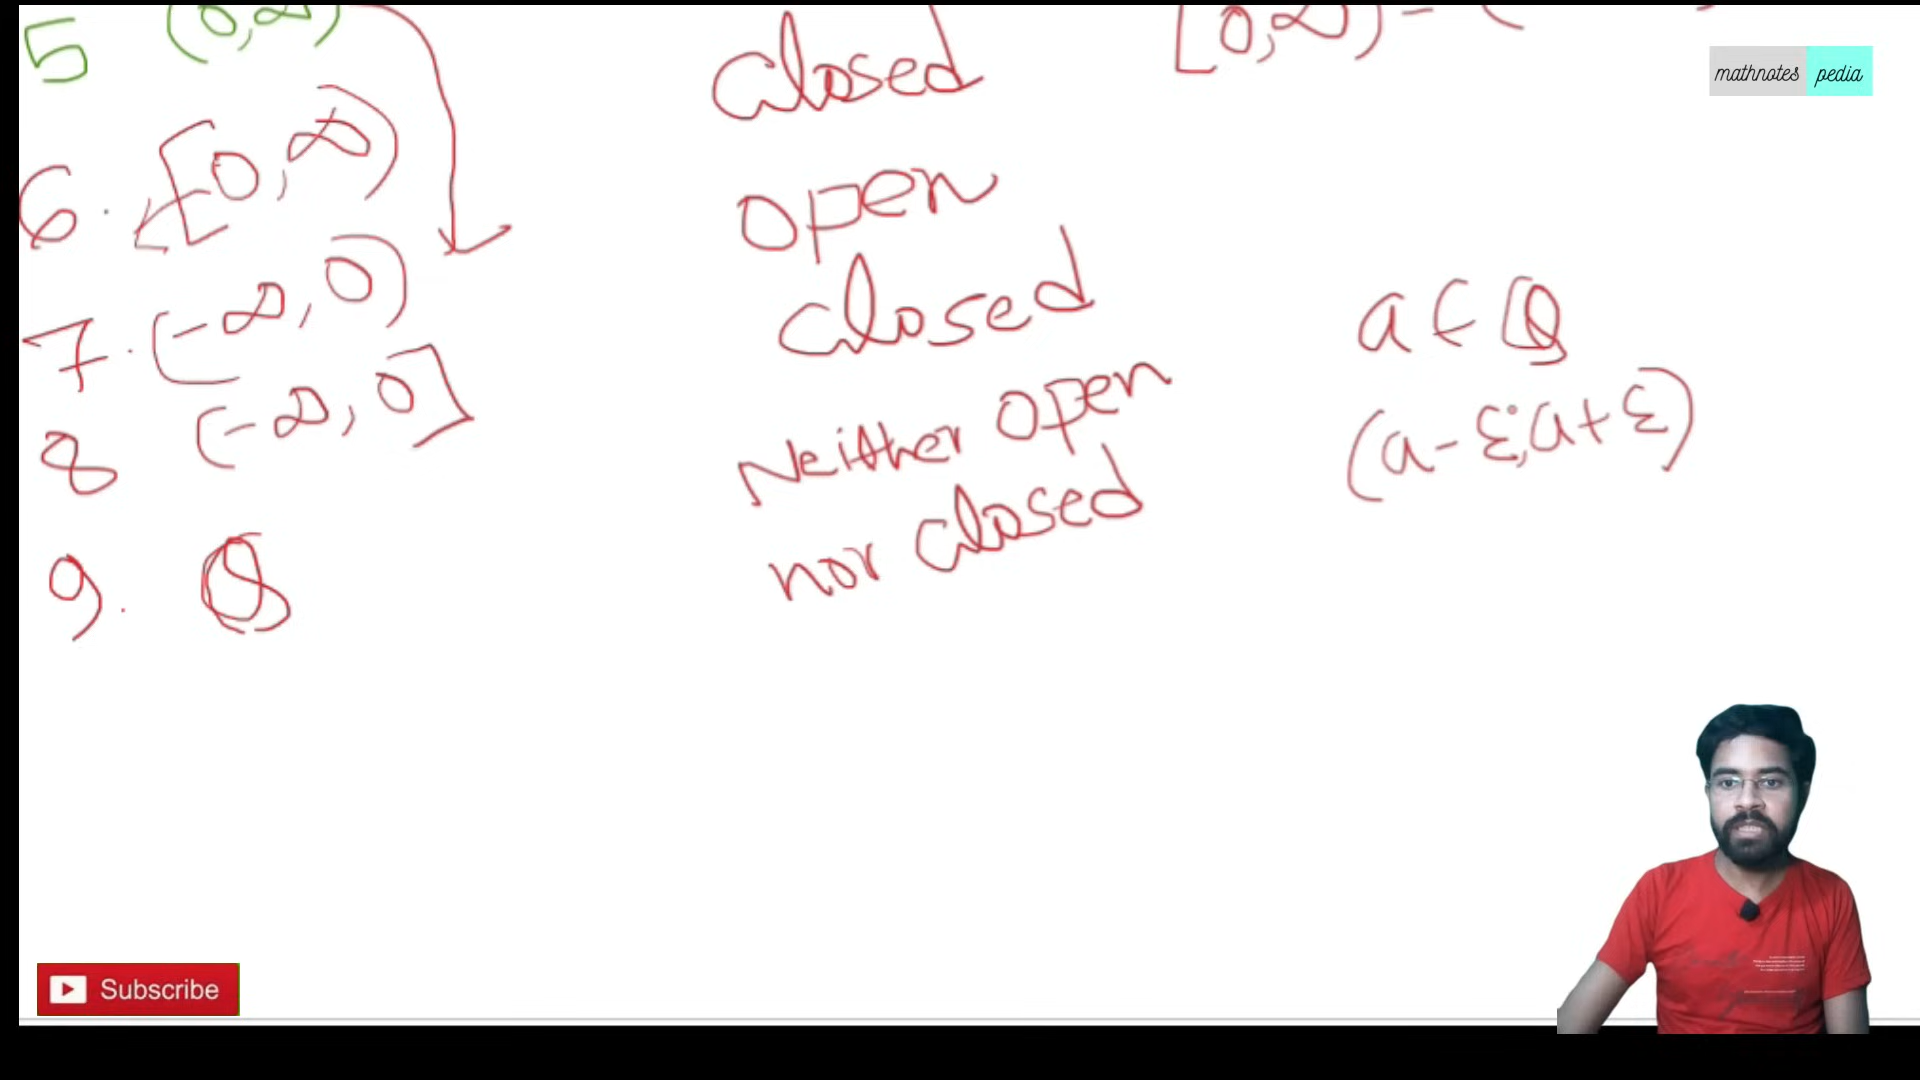 5 (0,∞)
closed
[0,∞) - (
mathnotes pedia
6. [0,∞)
open
7. (-∞,0)
closed
a ∈ Q
8 (-∞,0]
Neither open
(a-ε, a+ε)
nor closed
9. Q
Subscribe